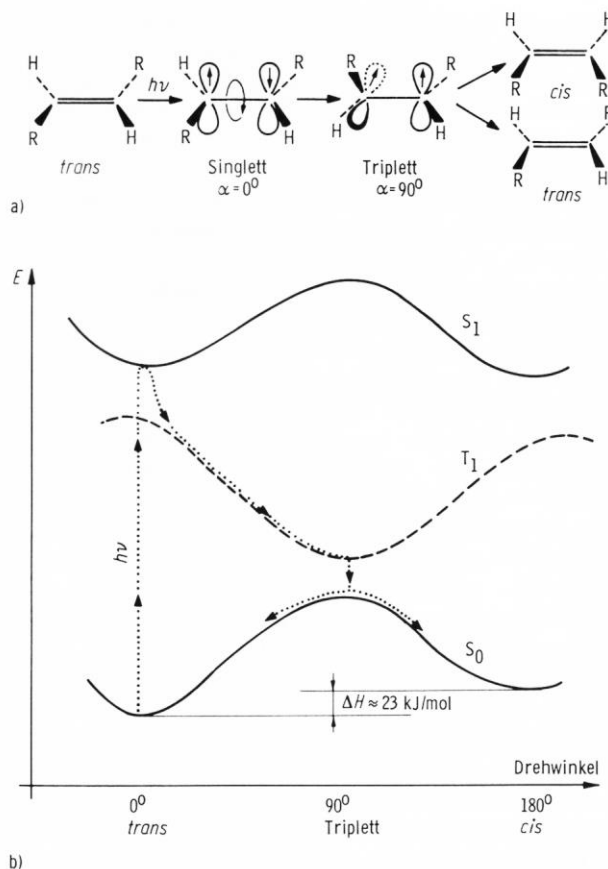 H R hν H R R H
R H R H H H
trans Singlett α=0° Triplett α=90°
H H
R R
cis
H R
R H
trans
a)
E
S1
T1
hν
S0
ΔH ≈ 23 kJ/mol
Drehwinkel
0° 90° 180°
trans Triplett cis
b)